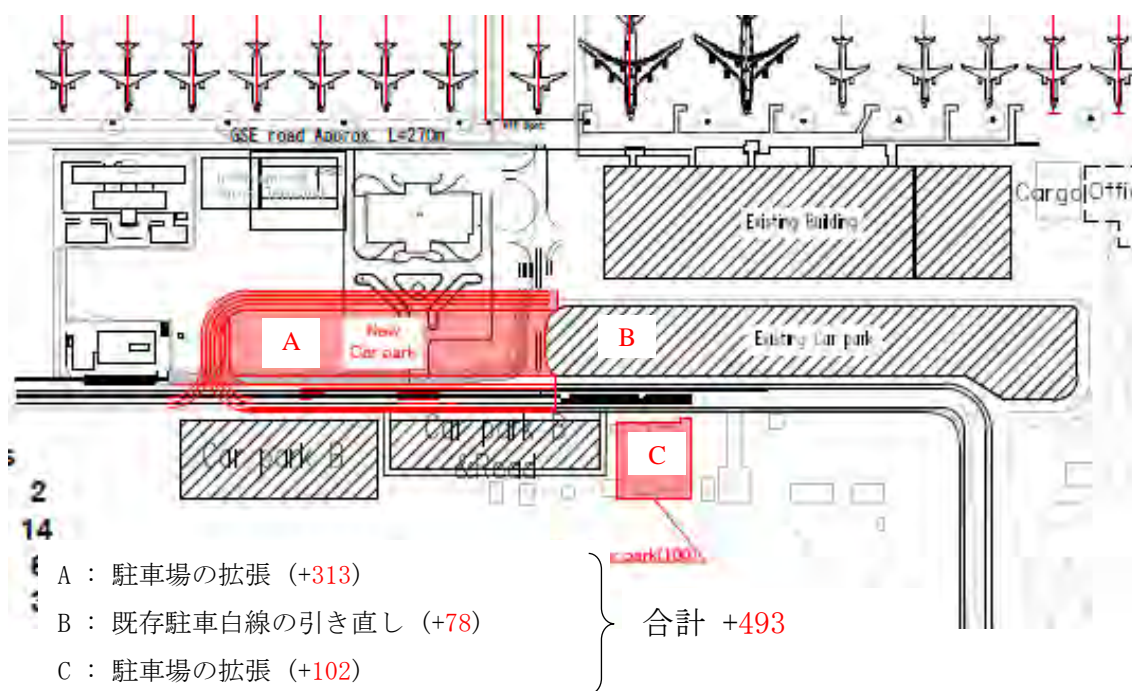 GSE road Approx. L=270m
Existing Building
Cargo
Offi
A
New
Car park
B
Existing Car park
Car park B
Car park B
&Road
C
s
2
14
park(100)
A : 駐車場の拡張 (+313)
B : 既存駐車白線の引き直し (+78)
C : 駐車場の拡張 (+102)
合計 +493